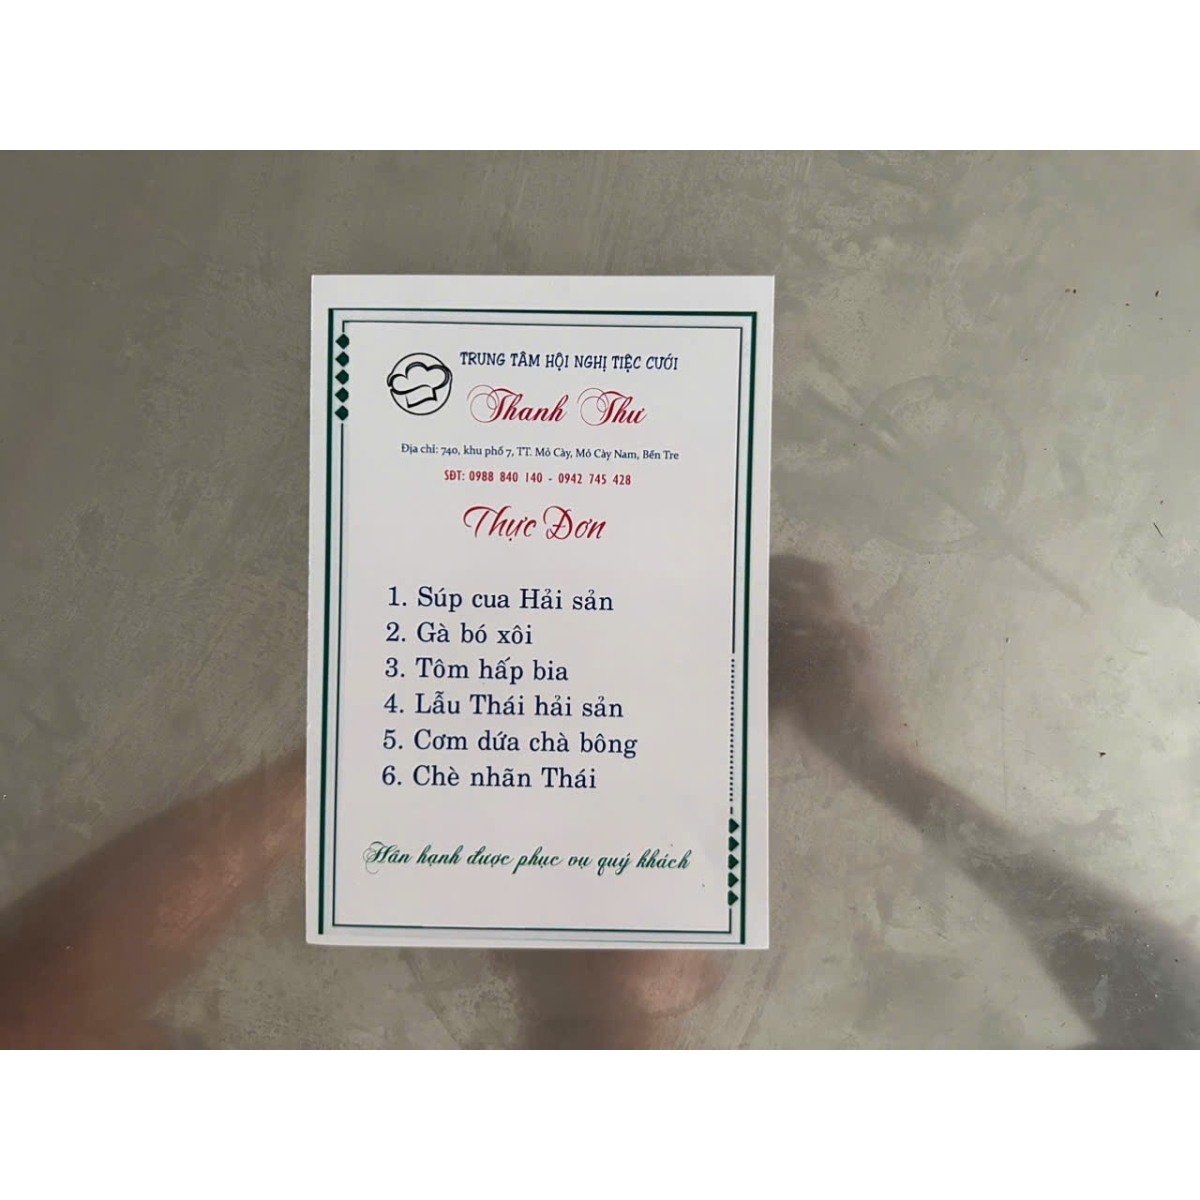 TRUNG TÂM HỘI NGHỊ TIỆC CƯỚI
Thanh Thư
Địa chỉ: 740, khu phố 7, TT. Mỏ Cày, Mỏ Cày Nam, Bến Tre
SĐT: 0988 840 140 - 0942 745 428
Thực Đơn
1. Súp cua Hải sản
2. Gà bó xôi
3. Tôm hấp bia
4. Lẫu Thái hải sản
5. Cơm dứa chà bông
6. Chè nhãn Thái
Hân hạnh được phục vụ quý khách